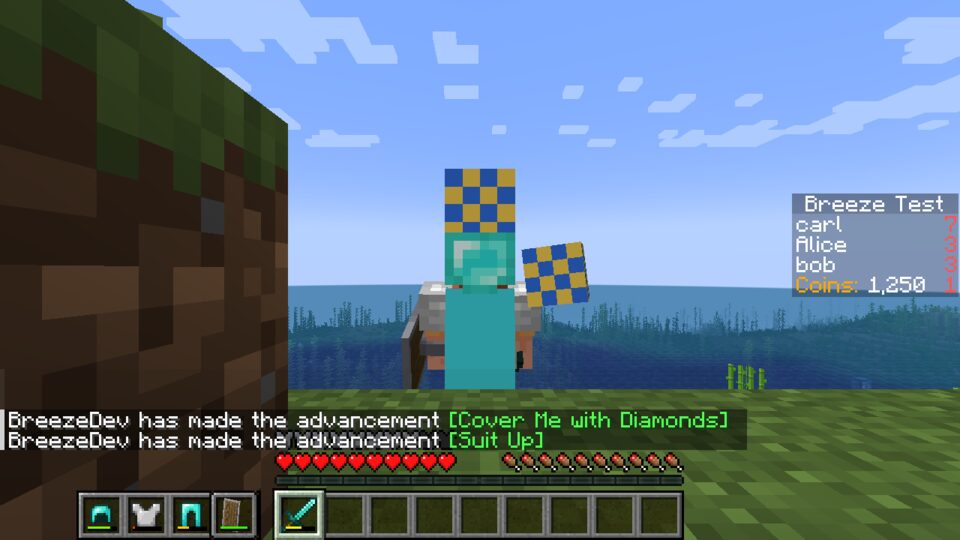 Breeze Test
carl 7
Alice 3
bob 3
Coins: 1,250 1
BreezeDev has made the advancement [Cover Me with Diamonds]
BreezeDev has made the advancement [Suit Up]